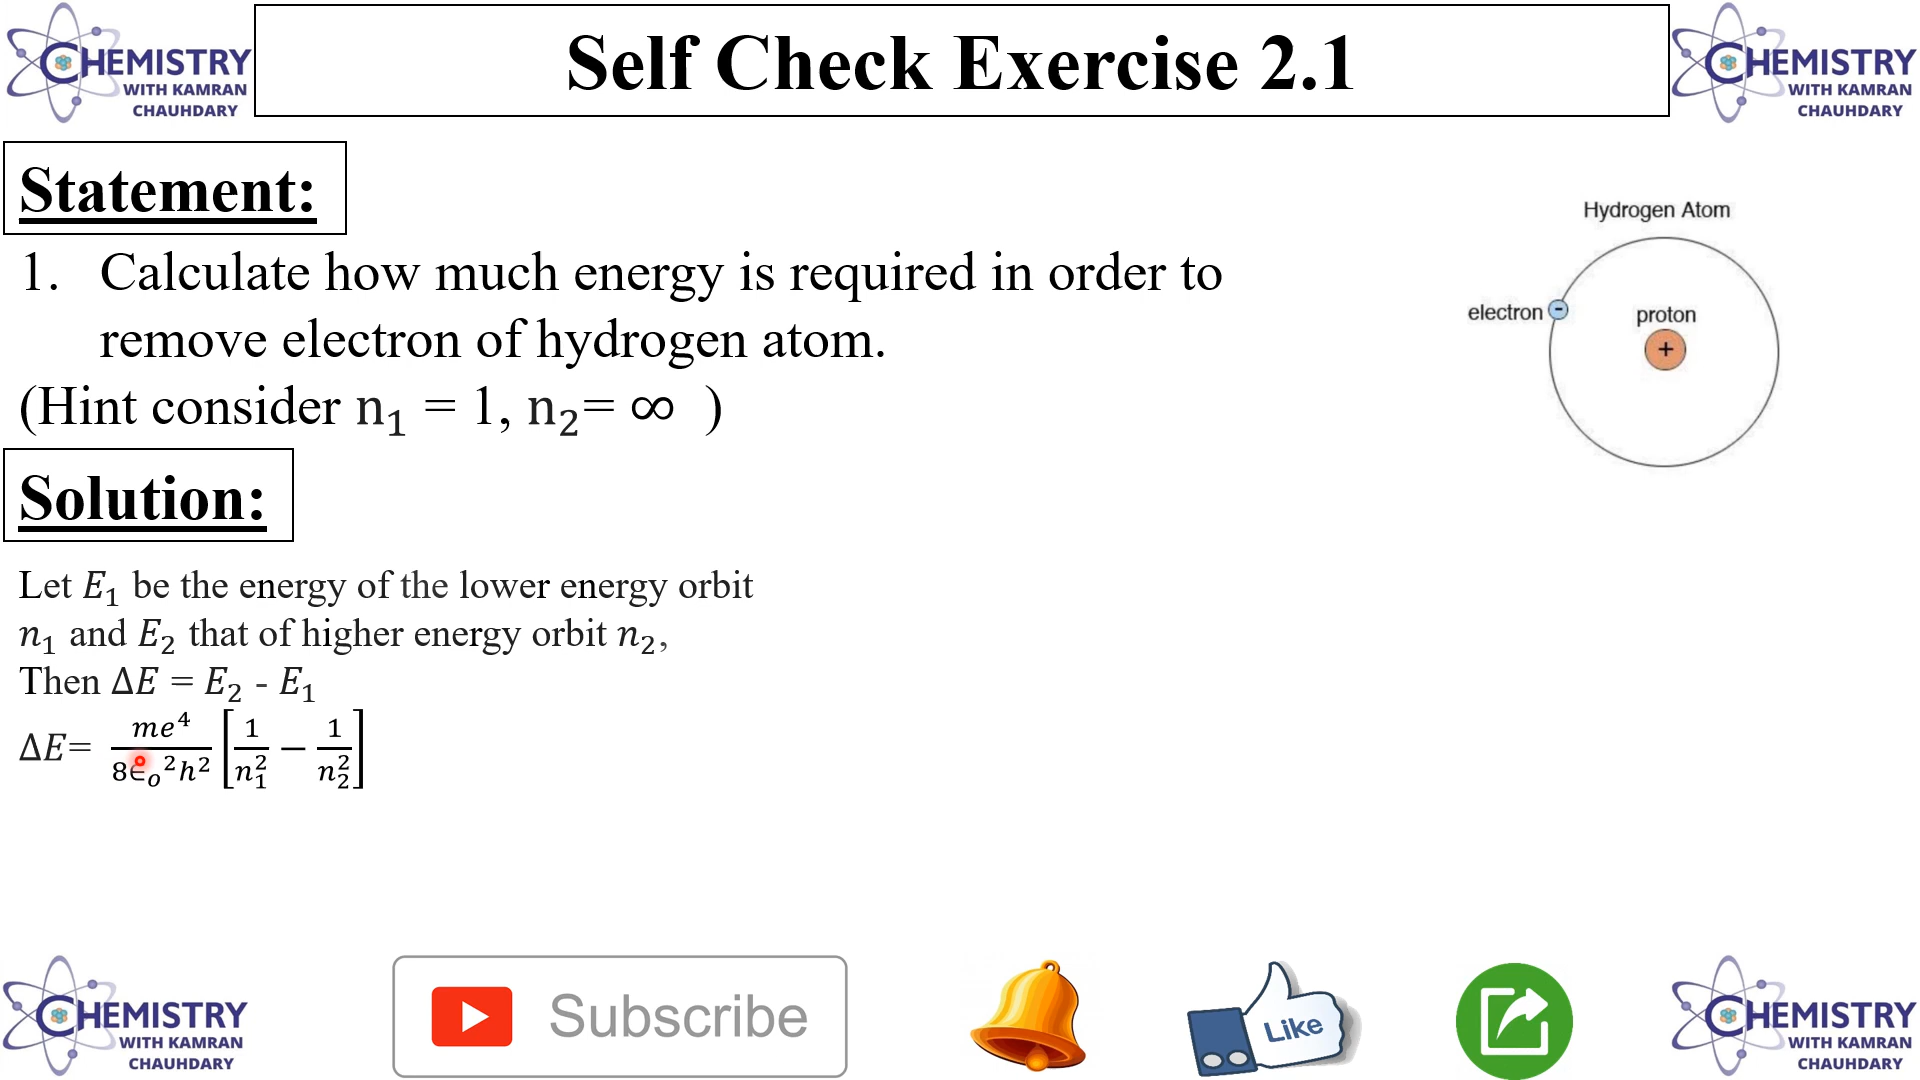 CHEMISTRY
WITH KAMRAN
CHAUHDARY
Self Check Exercise 2.1
CHEMISTRY
WITH KAMRAN
CHAUHDARY
Statement:
1. Calculate how much energy is required in order to
remove electron of hydrogen atom.
(Hint consider n₁ = 1, n₂= ∞ )
Hydrogen Atom
electron -
proton
+
Solution:
Let E₁ be the energy of the lower energy orbit
n₁ and E₂ that of higher energy orbit n₂,
Then ΔE = E₂ - E₁
ΔE= me⁴/8∈ₒ²h² [1/n₁² − 1/n₂²]
CHEMISTRY
WITH KAMRAN
CHAUHDARY
Subscribe
Like
CHEMISTRY
WITH KAMRAN
CHAUHDARY